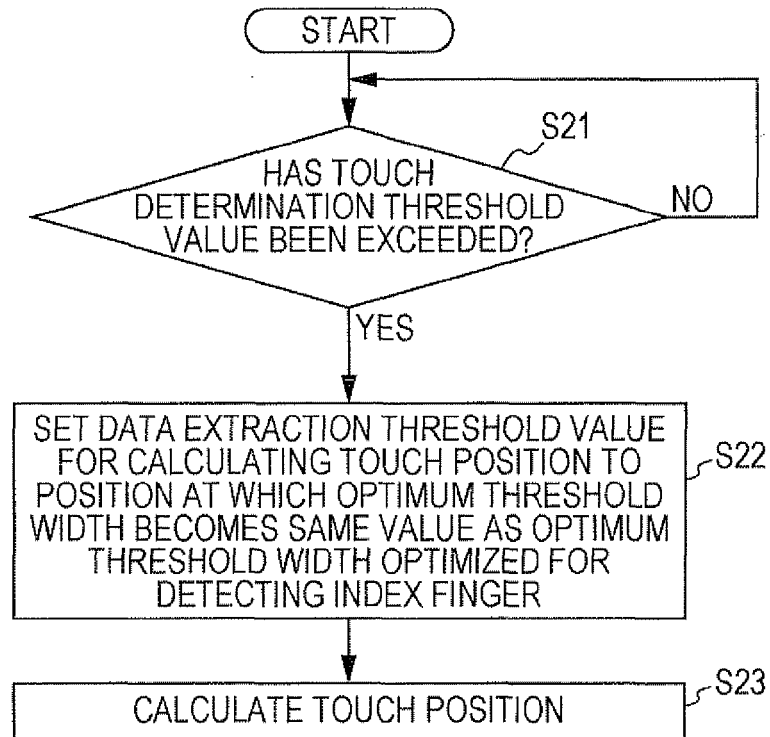 START
S21
HAS TOUCH
DETERMINATION THRESHOLD
VALUE BEEN EXCEEDED?
NO
YES
SET DATA EXTRACTION THRESHOLD VALUE
FOR CALCULATING TOUCH POSITION TO
POSITION AT WHICH OPTIMUM THRESHOLD
WIDTH BECOMES SAME VALUE AS OPTIMUM
THRESHOLD WIDTH OPTIMIZED FOR
DETECTING INDEX FINGER
S22
CALCULATE TOUCH POSITION
S23